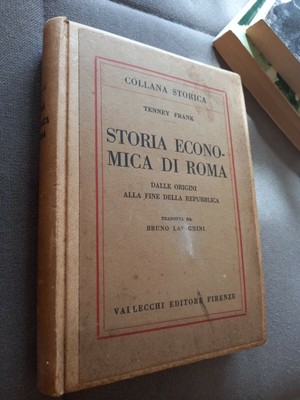 COLLANA STORICA
TENNEY FRANK
STORIA ECONO-
MICA DI ROMA
DALLE ORIGINI
ALLA FINE DELLA REPUBBLICA
TRADOTTA DA
BRUNO LAVAGNINI
VALLECCHI EDITORE FIRENZE